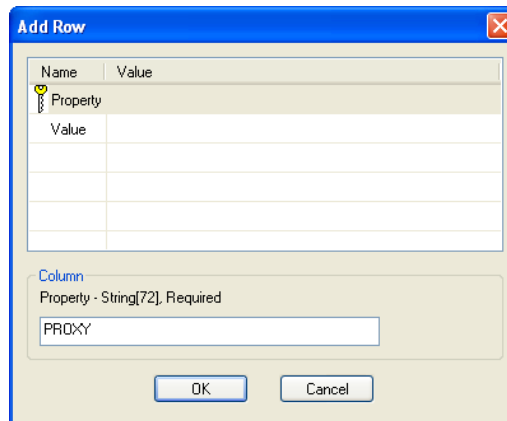 Add Row
Name Value
Property
Value
Column
Property - String[72], Required
PROXY
OK Cancel